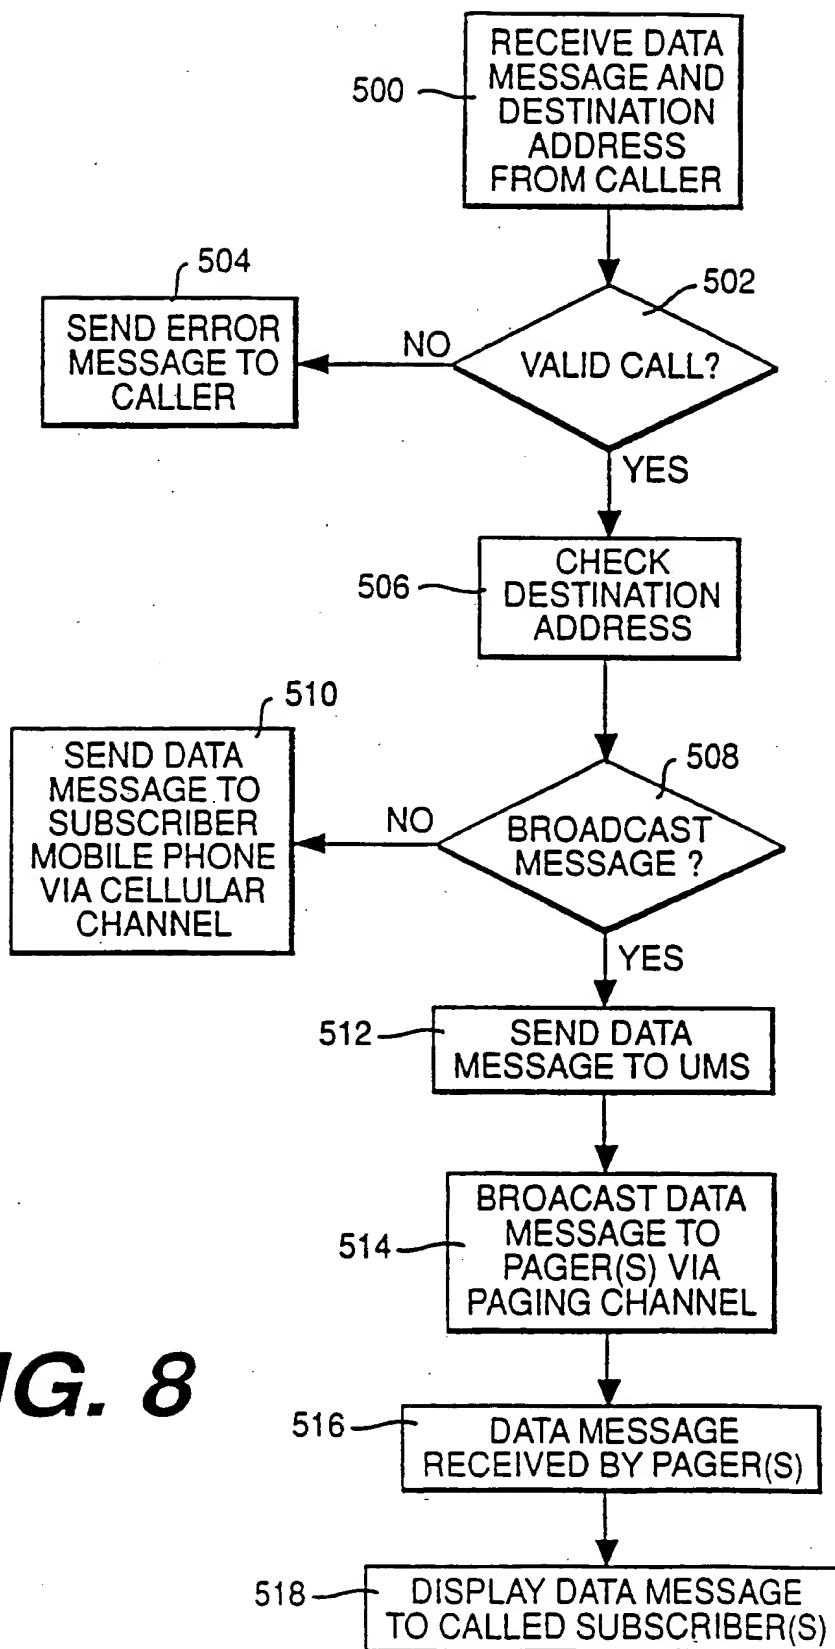 RECEIVE DATA
MESSAGE AND
DESTINATION
ADDRESS
FROM CALLER
500
502
VALID CALL?
NO
504
SEND ERROR
MESSAGE TO
CALLER
YES
506
CHECK
DESTINATION
ADDRESS
508
BROADCAST
MESSAGE ?
NO
510
SEND DATA
MESSAGE TO
SUBSCRIBER
MOBILE PHONE
VIA CELLULAR
CHANNEL
YES
512
SEND DATA
MESSAGE TO UMS
514
BROACAST DATA
MESSAGE TO
PAGER(S) VIA
PAGING CHANNEL
IG. 8
516
DATA MESSAGE
RECEIVED BY PAGER(S)
518
DISPLAY DATA MESSAGE
TO CALLED SUBSCRIBER(S)